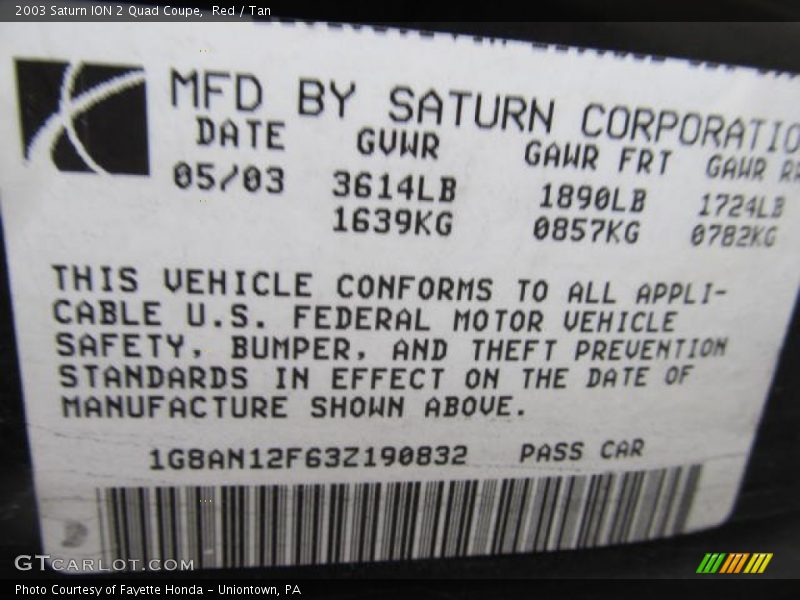 2003 Saturn ION 2 Quad Coupe, Red / Tan
MFD BY SATURN CORPORATIO
DATE GVWR GAWR FRT GAWR RR
05/03 3614LB 1890LB 1724LB
1639KG 0857KG 0782KG
THIS VEHICLE CONFORMS TO ALL APPLI-
CABLE U.S. FEDERAL MOTOR VEHICLE
SAFETY, BUMPER, AND THEFT PREVENTION
STANDARDS IN EFFECT ON THE DATE OF
MANUFACTURE SHOWN ABOVE.
1G8AN12F63Z190832 PASS CAR
GTCARLOT.COM
Photo Courtesy of Fayette Honda - Uniontown, PA